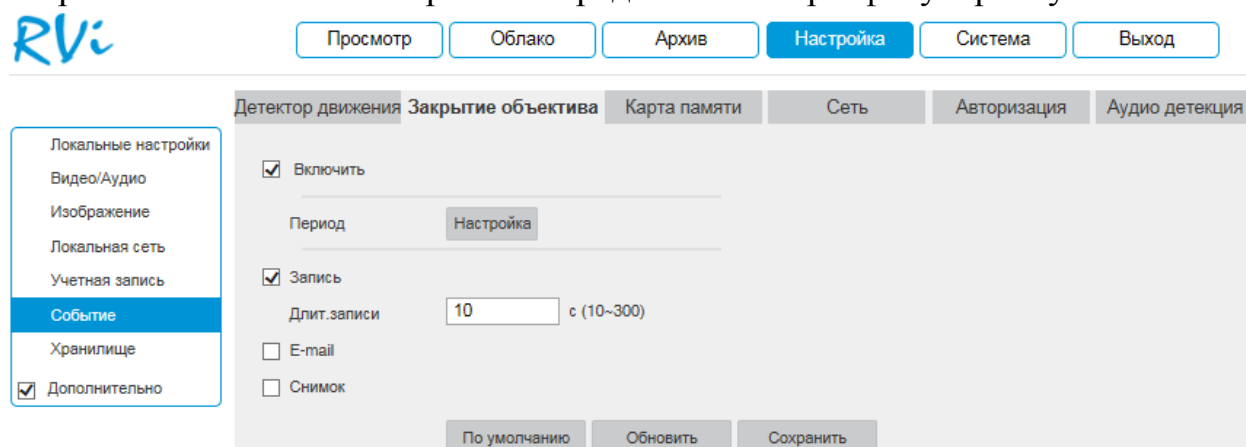 RVi
Просмотр Облако Архив Настройка Система Выход
Детектор движения Закрытие объектива Карта памяти Сеть Авторизация Аудио детекция
Локальные настройки
Видео/Аудио
Изображение
Локальная сеть
Учетная запись
Событие
Хранилище
Дополнительно
Включить
Период Настройка
Запись
Длит.записи 10 с (10~300)
E-mail
Снимок
По умолчанию Обновить Сохранить